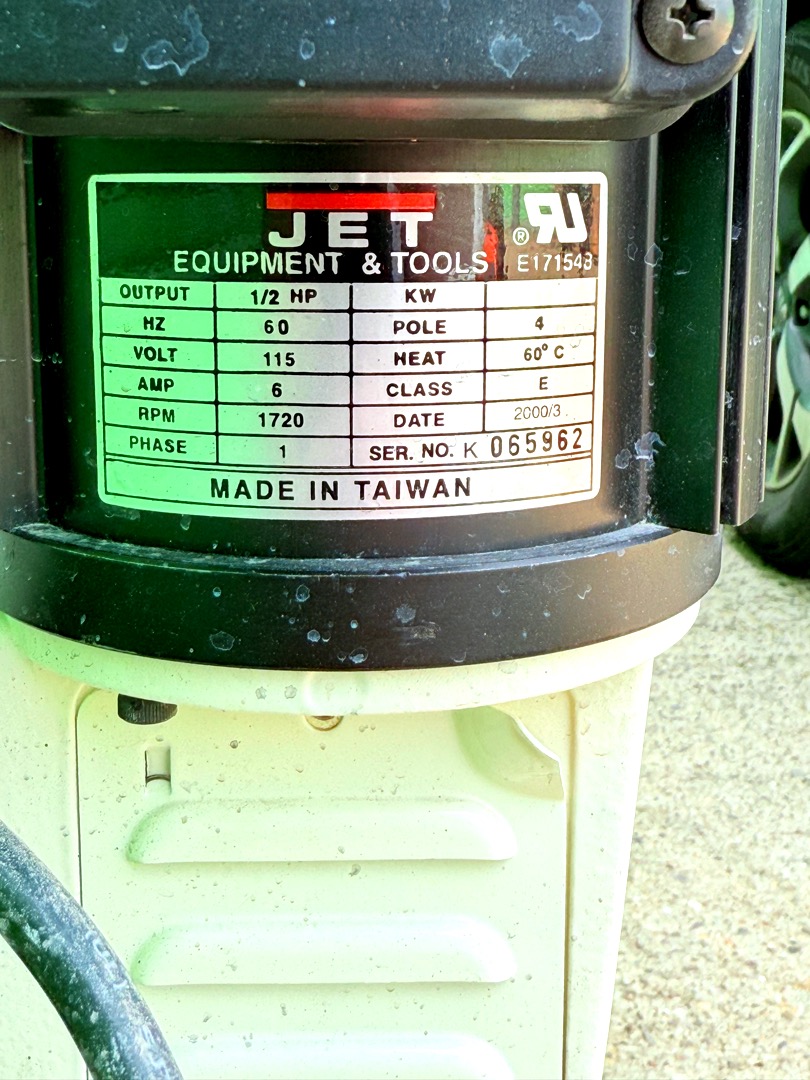 JET
EQUIPMENT & TOOLS ® E171543
OUTPUT 1/2 HP KW
HZ 60 POLE 4
VOLT 115 HEAT 60° C
AMP 6 CLASS E
RPM 1720 DATE 2000/3
PHASE 1 SER. NO. K 065962
MADE IN TAIWAN